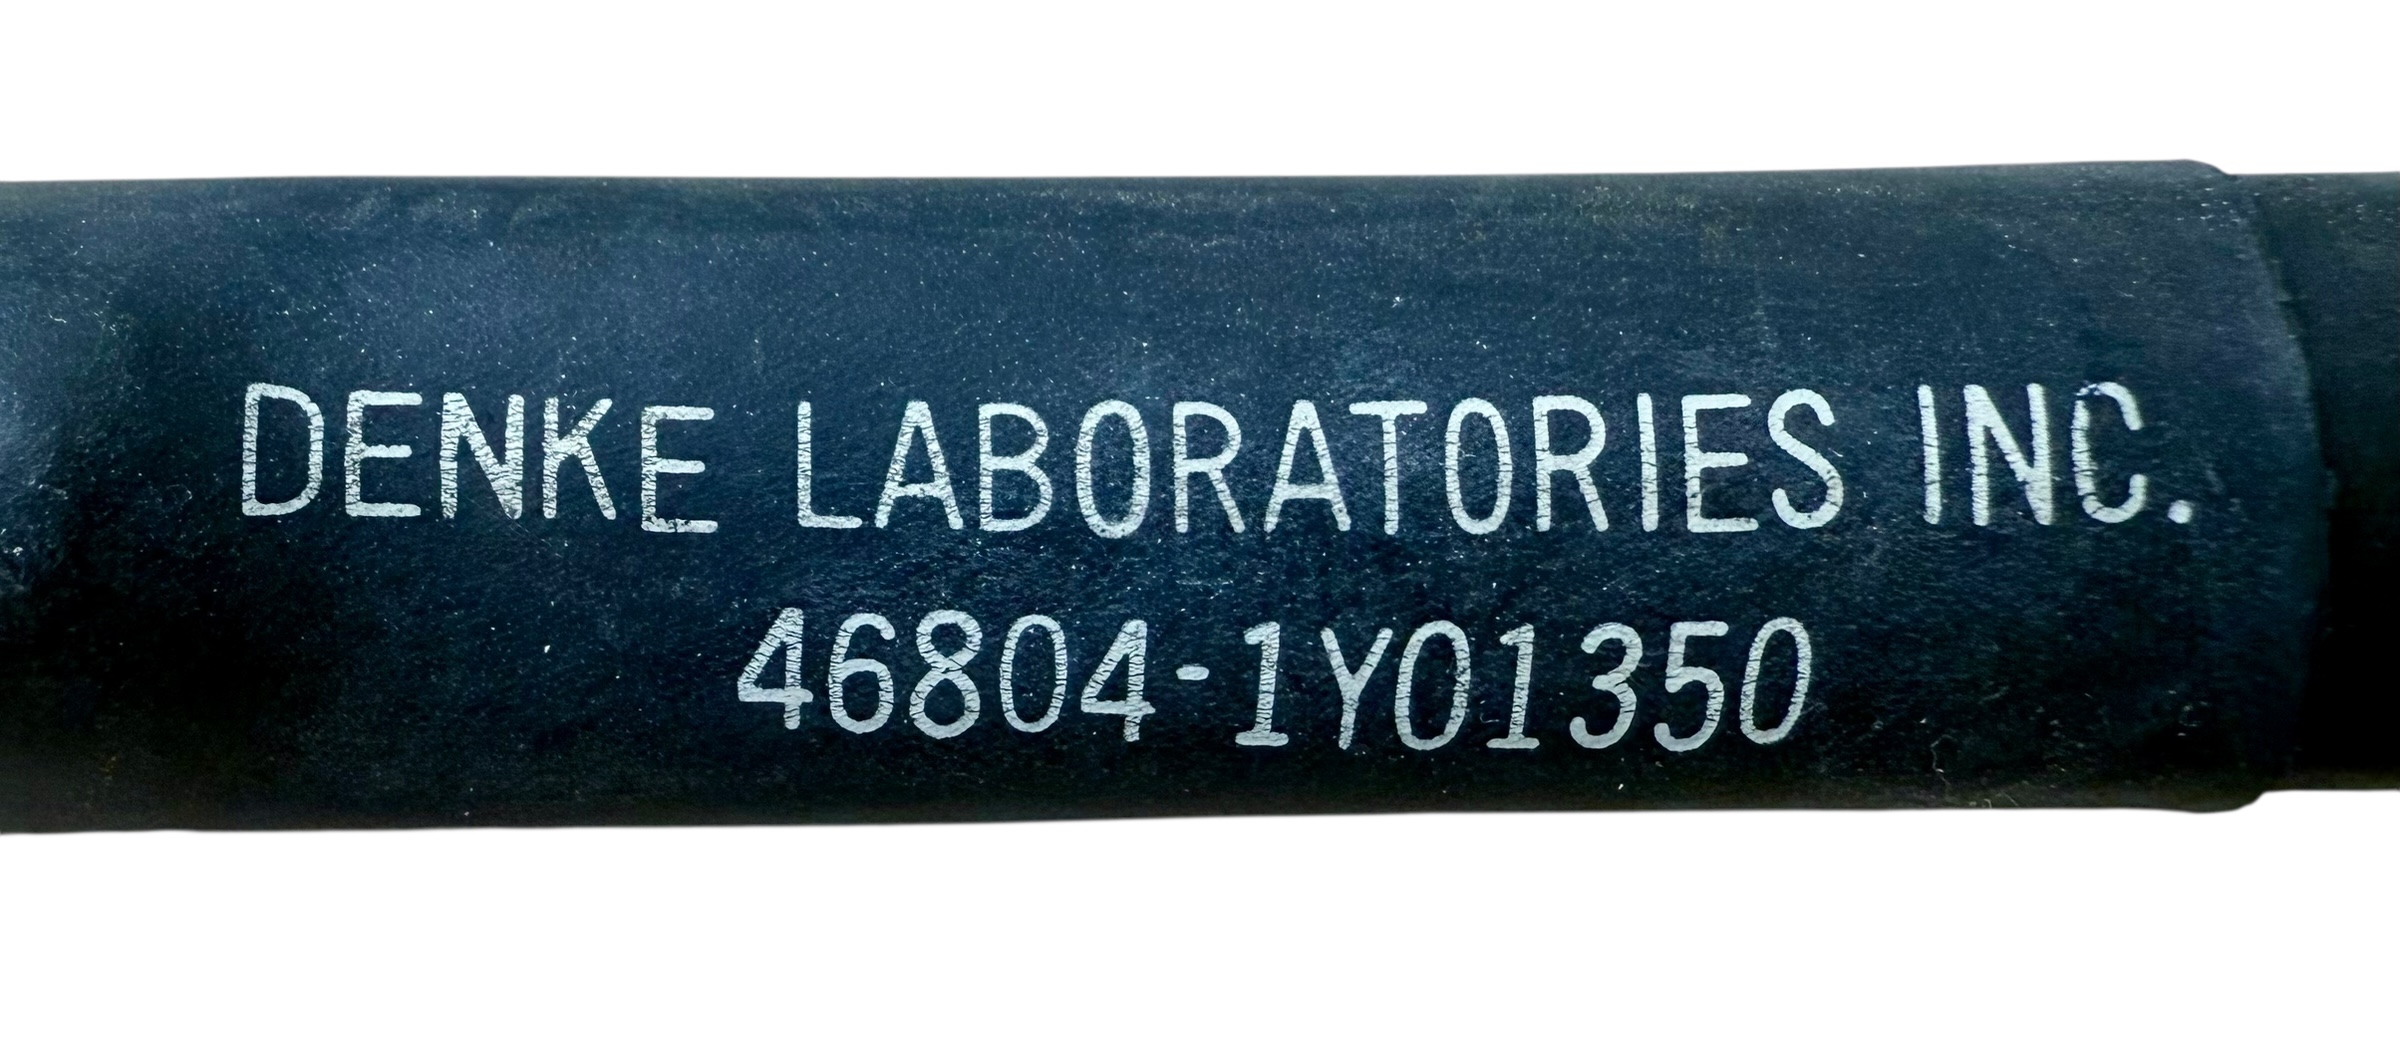 DENKE LABORATORIES INC.
46804-1Y01350